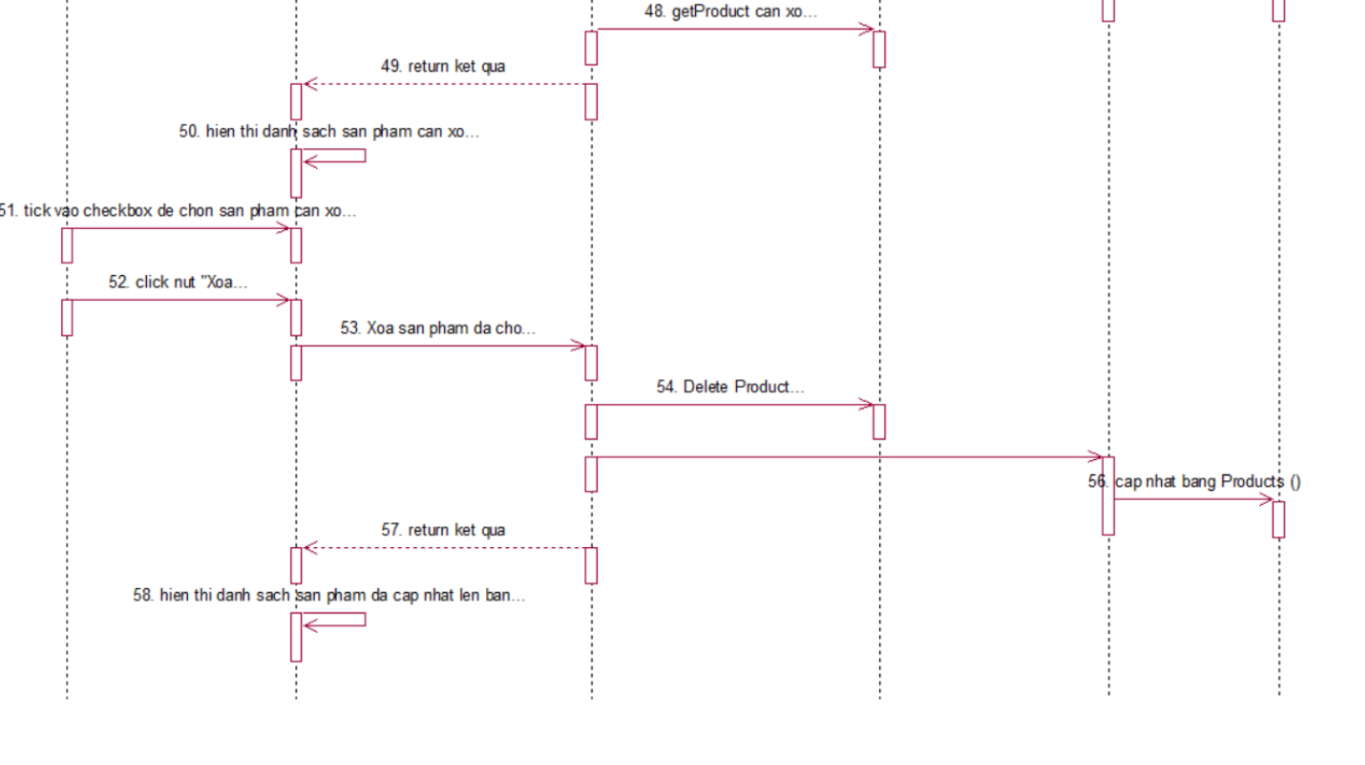 48. getProduct can xo...
49. return ket qua
50. hien thi danh sach san pham can xo...
51. tick vao checkbox de chon san pham can xo...
52. click nut "Xoa...
53. Xoa san pham da cho...
54. Delete Product...
56. cap nhat bang Products ()
57. return ket qua
58. hien thi danh sach san pham da cap nhat len ban...